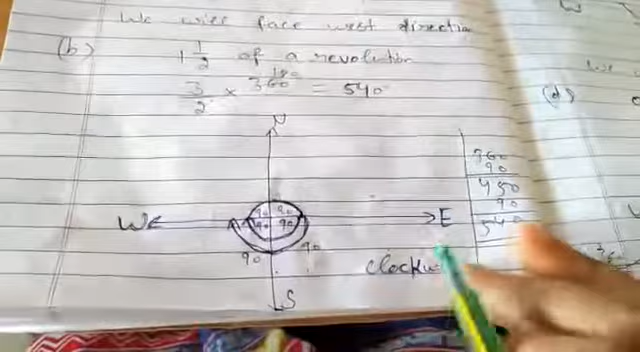 We will face west direction
(b) 1 1/2 of a revolution
3/2 × 360 180 = 540
(d)
N
360
90
450
90
540
90 90
90 90
W E
90 90
S